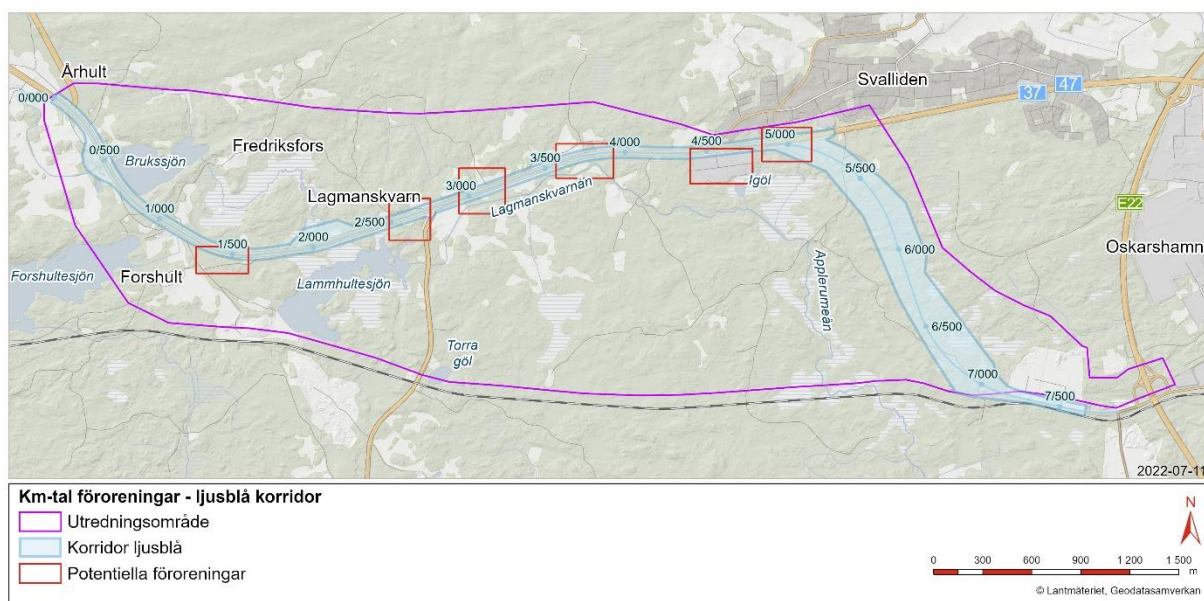 Århult
Svalliden
37
47
0/000
0/500
Brukssjön
Fredriksfors
3/500
4/000
4/500
5/000
5/500
Igöl
Lagmanskvarn
3/000
Lagmanskvarnån
E22
1/000
2/500
1/500
2/000
6/000
Oskarshamn
Forshultesjön
Forshult
Lammhultesjön
Applerumeån
6/500
Torra
göl
7/000
7/500
2022-07-11
Km-tal föroreningar - ljusblå korridor
Utredningsområde
Korridor ljusblå
Potentiella föroreningar
N
0 300 600 900 1 200 1 500
m
© Lantmäteriet, Geodatasamverkan